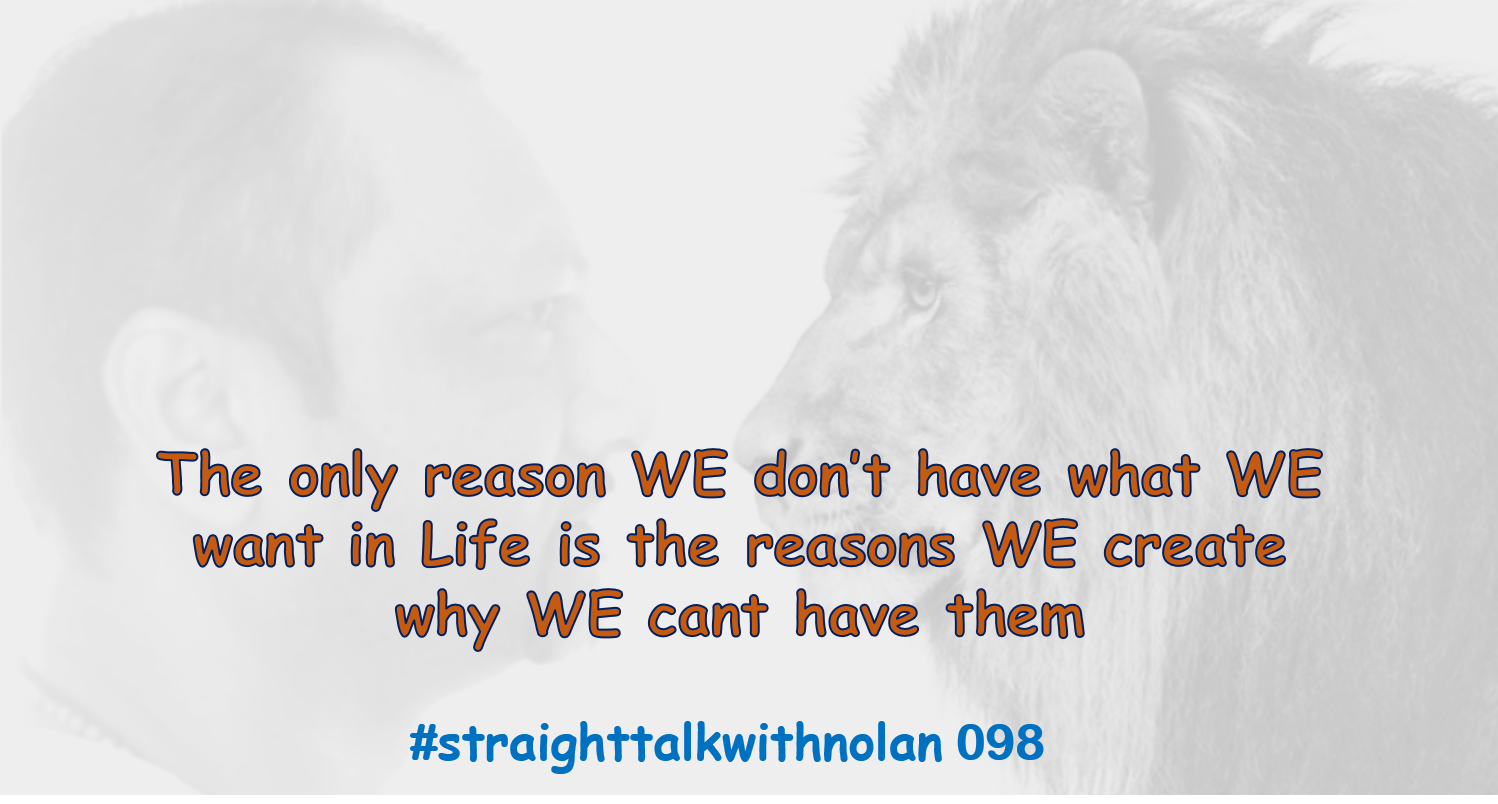 The only reason WE don't have what WE
want in Life is the reasons WE create
why WE cant have them
#straighttalkwithnolan 098